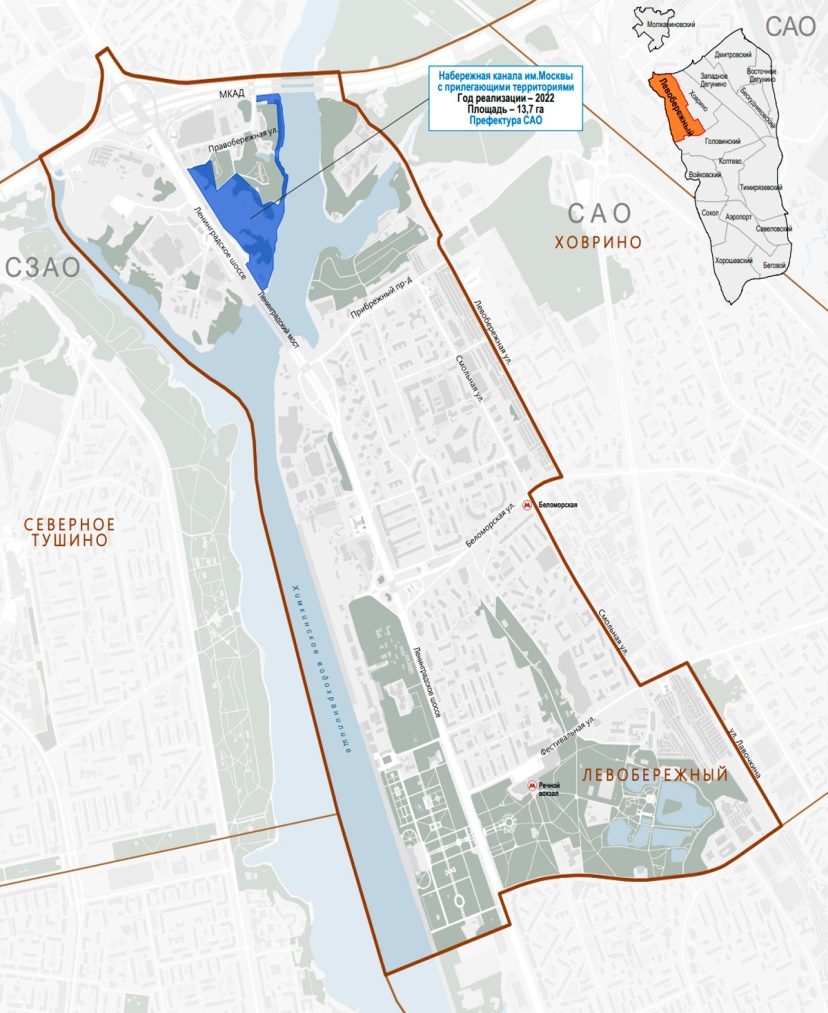 Молжаниновский
САО
Дмитровский
Западное
Дегунино
Восточное
Дегунино
Левобережный
Ховрино
Бескудниковский
Головинский
Коптево
Войковский
Тимирязевский
Сокол
Аэропорт
Савеловский
Хорошевский
Беговой
Набережная канала им.Москвы
с прилегающими территориями
Год реализации – 2022
Площадь – 13,7 га
Префектура САО
МКАД
Правобережная ул.
Ленинградское шоссе
САО
ХОВРИНО
СЗАО
Ленинградский мост
Прибрежный пр-д
Левобережная ул.
Смольная ул.
Беломорская ул.
Беломорская
СЕВЕРНОЕ
ТУШИНО
Химкинское водохранилище
Смольная ул.
Ленинградское шоссе
Фестивальная ул.
ул. Лавочкина
ЛЕВОБЕРЕЖНЫЙ
Речной
вокзал